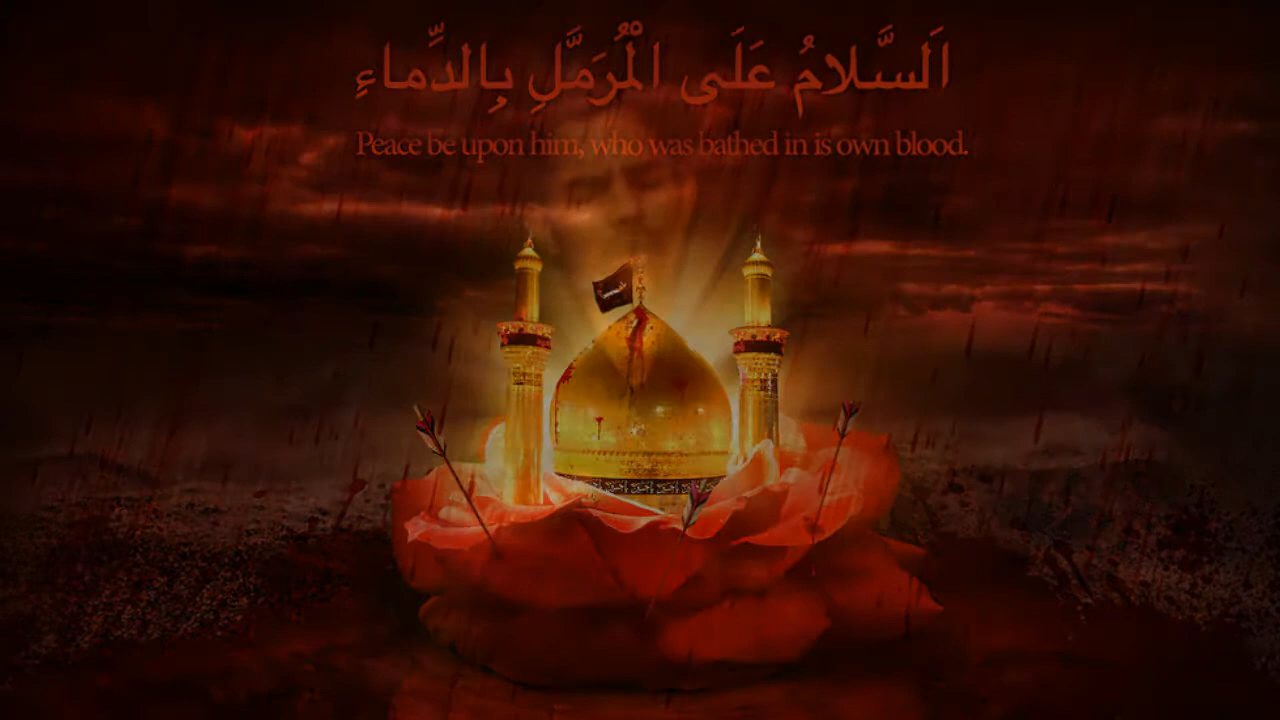 اَلسَّلامُ عَلَى الْمُرَمَّلِ بِالدِّماءِ
Peace be upon him, who was bathed in is own blood.